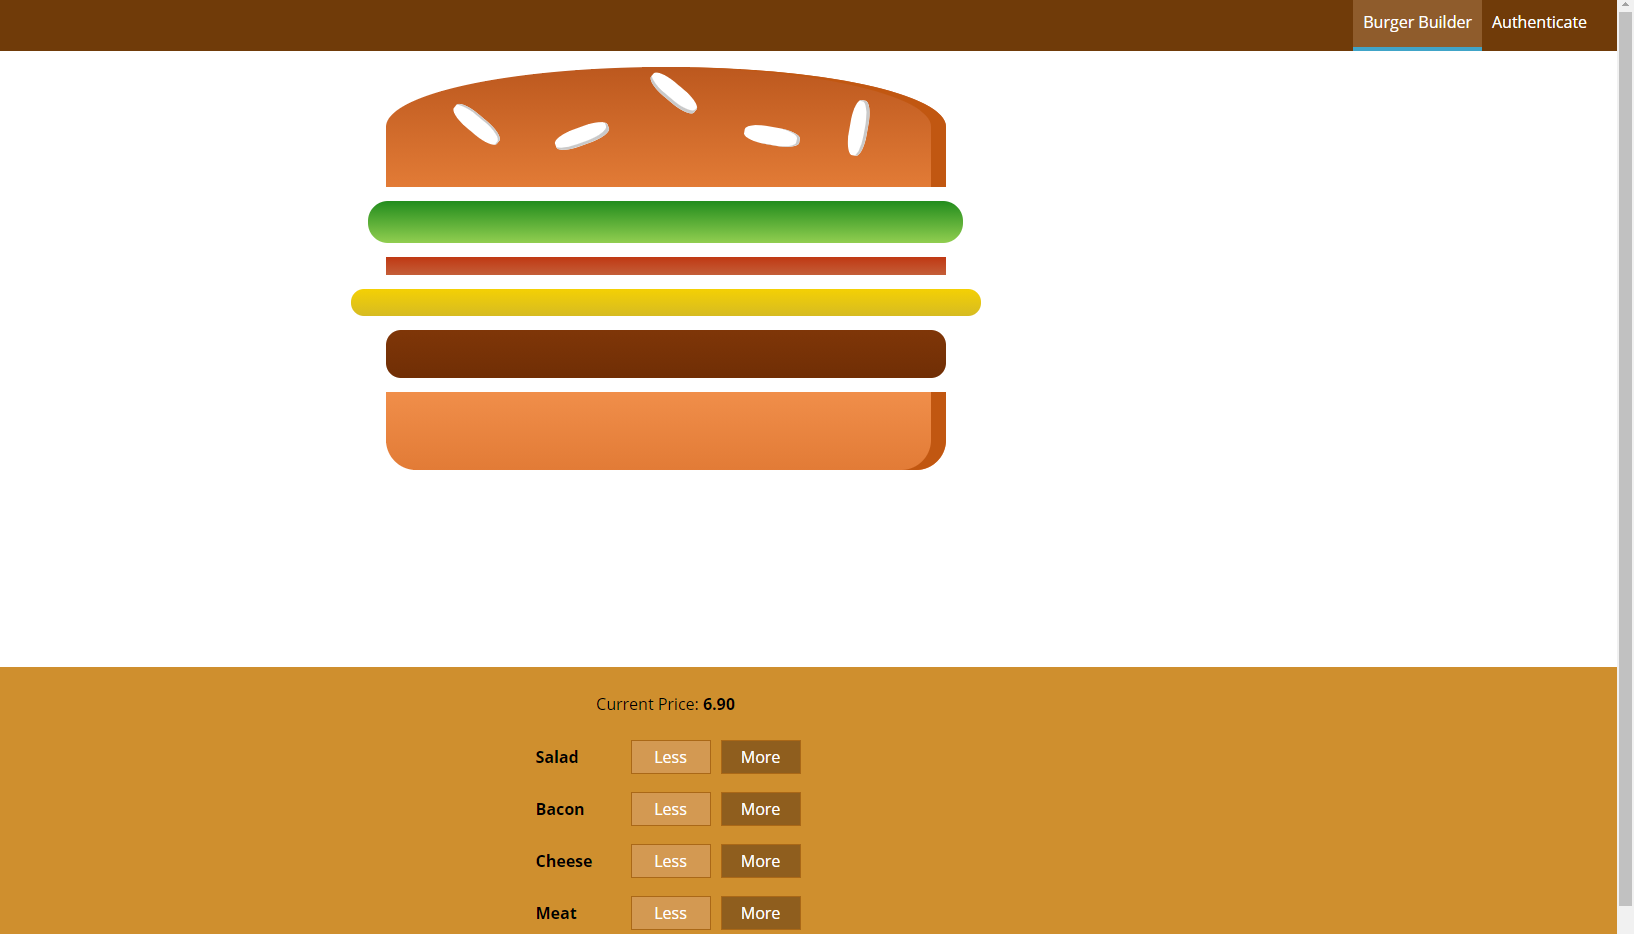 Burger Builder Authenticate
Current Price: 6.90
Salad Less More
Bacon Less More
Cheese Less More
Meat Less More